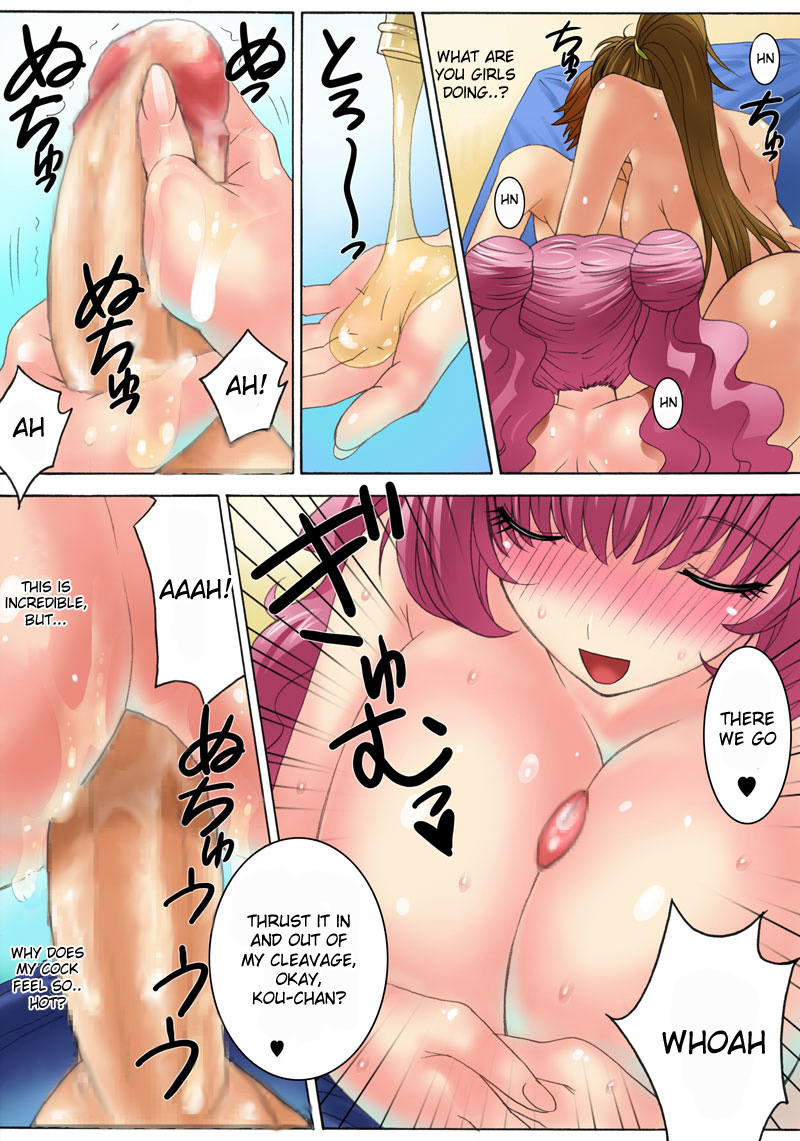 WHAT ARE
YOU GIRLS
DOING..?
ちゅ
HN
ちゅ
HN
HN
とろ〜っ
ぬちゅ
ぬっ
ぬちゅ
AH!
AH
THERE
WE GO
♥
ぎゅむっ♥
THRUST IT IN
AND OUT OF
MY CLEAVAGE,
OKAY,
KOU-CHAN?
♥
WHOAH
AAAH!
THIS IS
INCREDIBLE,
BUT...
ぬちゅゥゥゥ
WHY DOES
MY COCK
FEEL SO..
HOT?